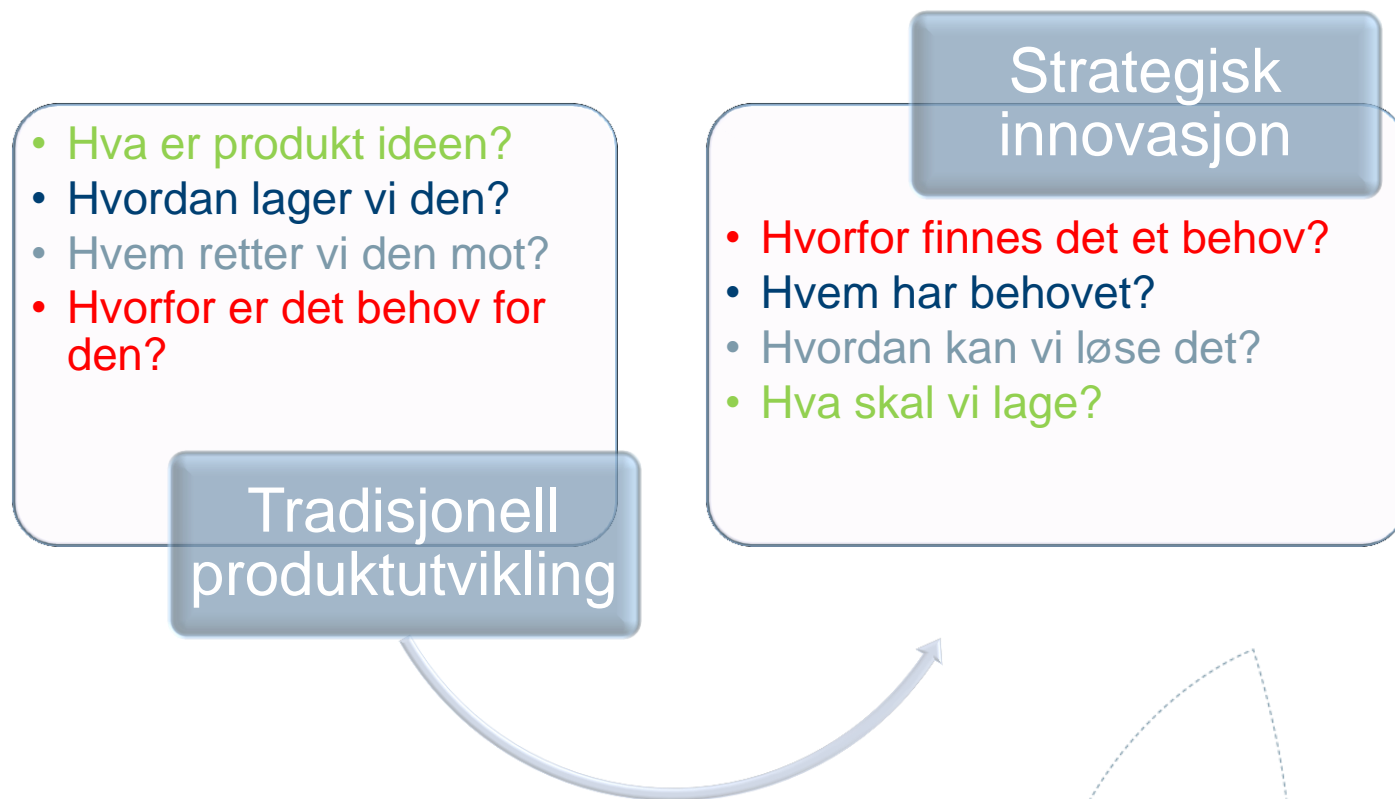 • Hva er produkt ideen?
• Hvordan lager vi den?
• Hvem retter vi den mot?
• Hvorfor er det behov for
den?
Tradisjonell
produktutvikling
Strategisk
innovasjon
• Hvorfor finnes det et behov?
• Hvem har behovet?
• Hvordan kan vi løse det?
• Hva skal vi lage?